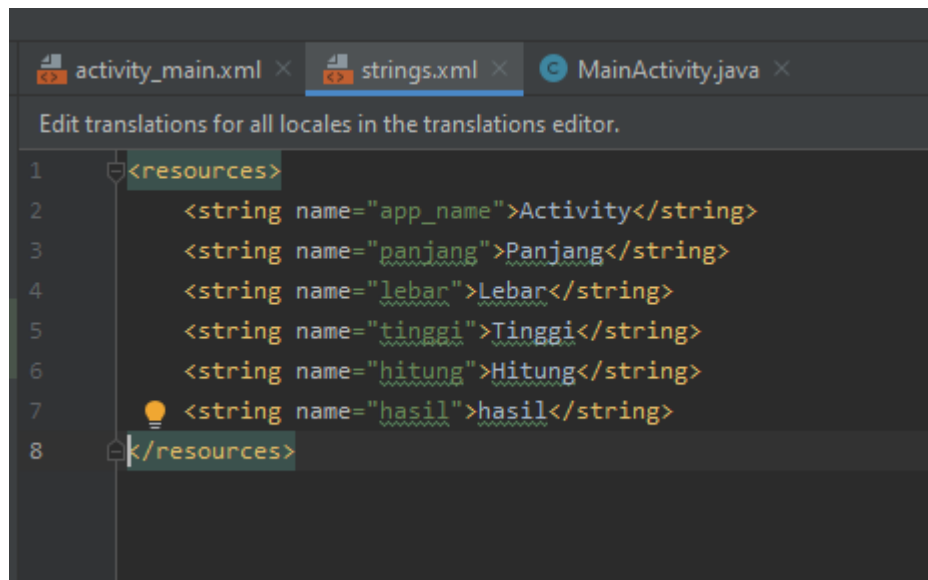 activity_main.xml strings.xml MainActivity.java
Edit translations for all locales in the translations editor.
1 <resources>
2 <string name="app_name">Activity</string>
3 <string name="panjang">Panjang</string>
4 <string name="lebar">Lebar</string>
5 <string name="tinggi">Tinggi</string>
6 <string name="hitung">Hitung</string>
7 <string name="hasil">hasil</string>
8 </resources>